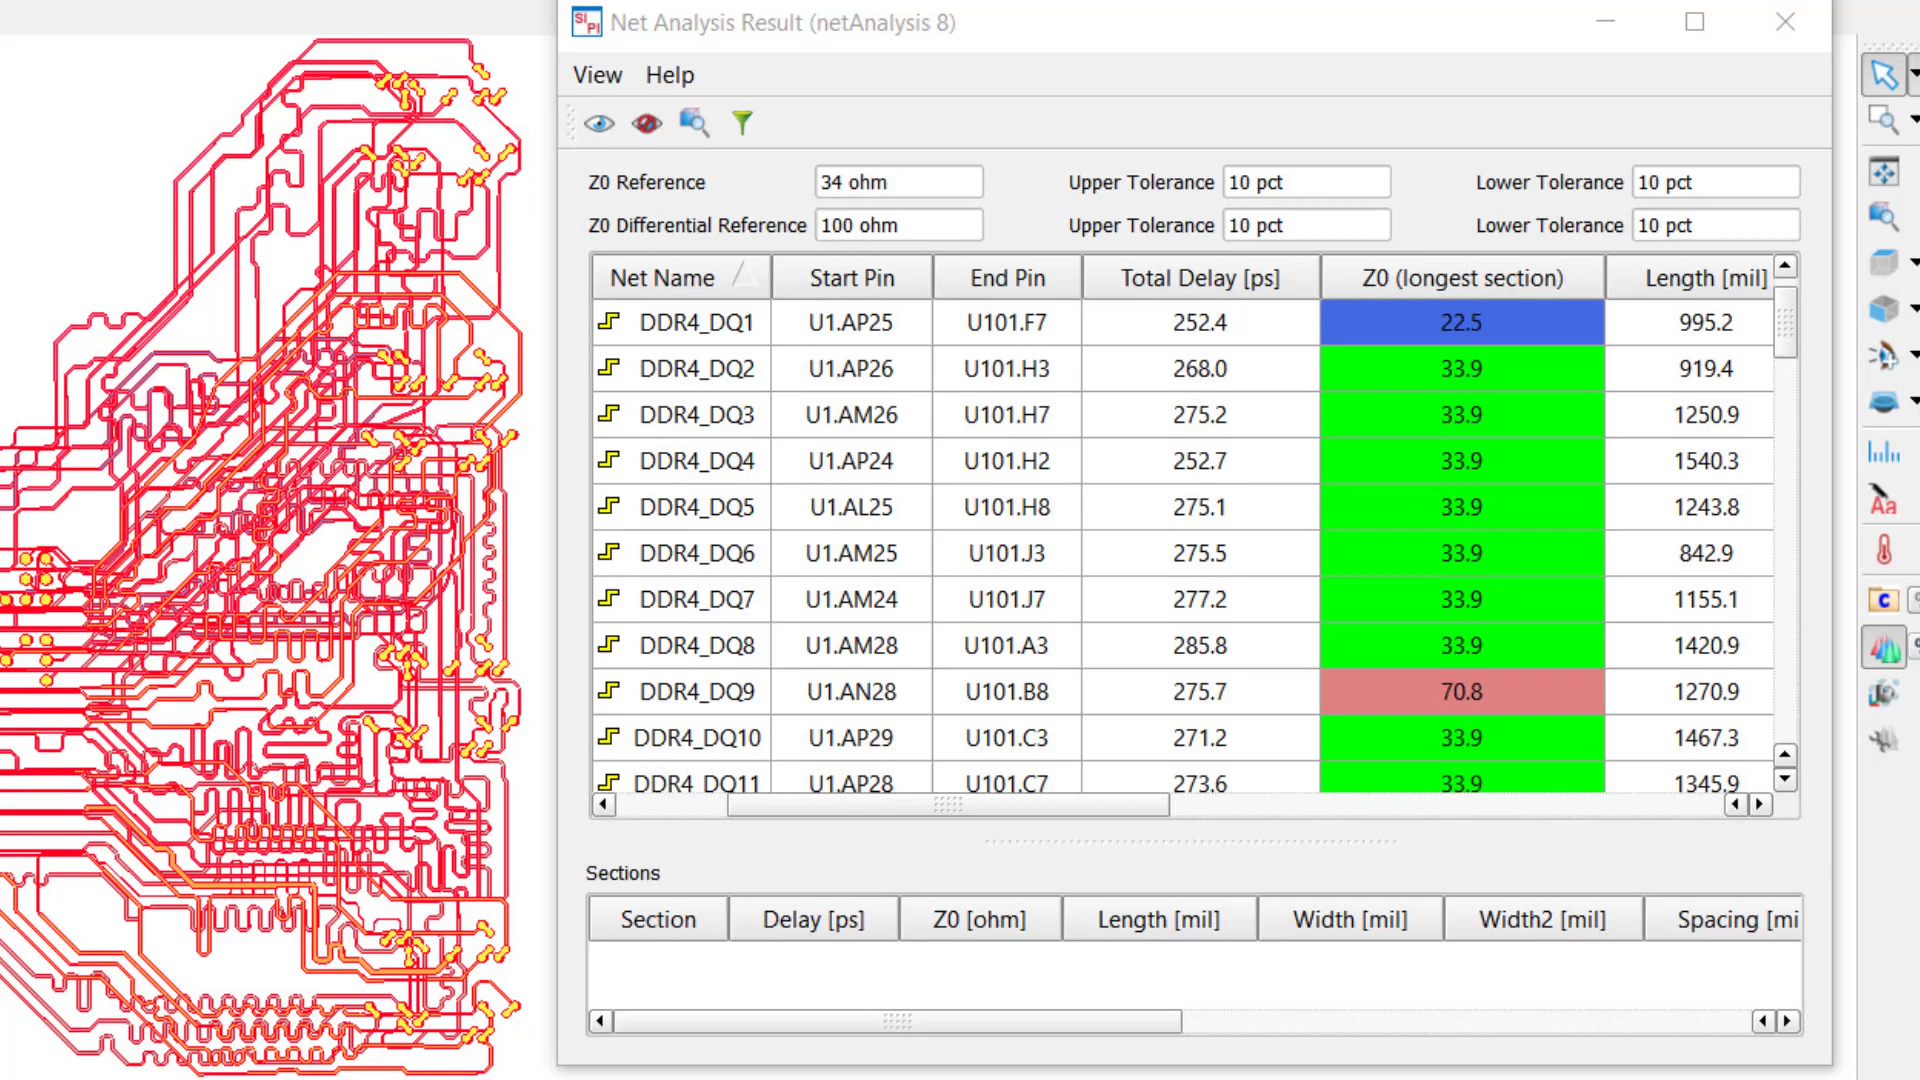 SI PI Net Analysis Result (netAnalysis 8)
View Help
Z0 Reference 34 ohm Upper Tolerance 10 pct Lower Tolerance 10 pct
Z0 Differential Reference 100 ohm Upper Tolerance 10 pct Lower Tolerance 10 pct
Net Name Start Pin End Pin Total Delay [ps] Z0 (longest section) Length [mil]
DDR4_DQ1 U1.AP25 U101.F7 252.4 22.5 995.2
DDR4_DQ2 U1.AP26 U101.H3 268.0 33.9 919.4
DDR4_DQ3 U1.AM26 U101.H7 275.2 33.9 1250.9
DDR4_DQ4 U1.AP24 U101.H2 252.7 33.9 1540.3
DDR4_DQ5 U1.AL25 U101.H8 275.1 33.9 1243.8
DDR4_DQ6 U1.AM25 U101.J3 275.5 33.9 842.9
DDR4_DQ7 U1.AM24 U101.J7 277.2 33.9 1155.1
DDR4_DQ8 U1.AM28 U101.A3 285.8 33.9 1420.9
DDR4_DQ9 U1.AN28 U101.B8 275.7 70.8 1270.9
DDR4_DQ10 U1.AP29 U101.C3 271.2 33.9 1467.3
DDR4_DQ11 U1.AP28 U101.C7 273.6 33.9 1345.9
Sections
Section Delay [ps] Z0 [ohm] Length [mil] Width [mil] Width2 [mil] Spacing [mi
Aa
C